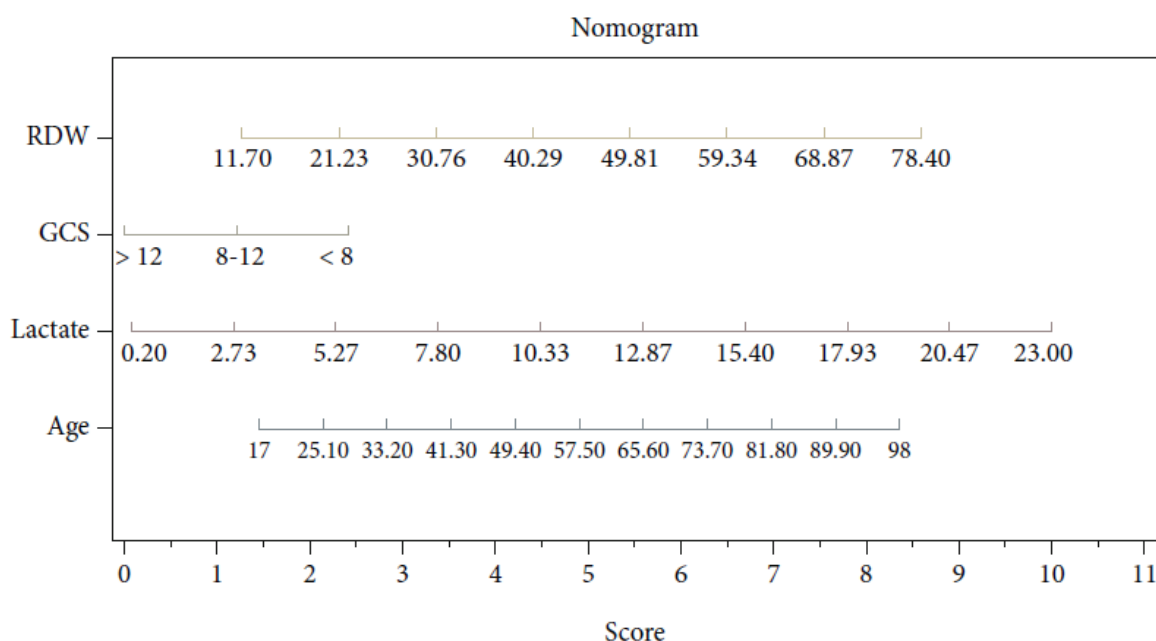 Nomogram
RDW
11.70 21.23 30.76 40.29 49.81 59.34 68.87 78.40
GCS
> 12 8-12 < 8
Lactate
0.20 2.73 5.27 7.80 10.33 12.87 15.40 17.93 20.47 23.00
Age
17 25.10 33.20 41.30 49.40 57.50 65.60 73.70 81.80 89.90 98
0 1 2 3 4 5 6 7 8 9 10 11
Score